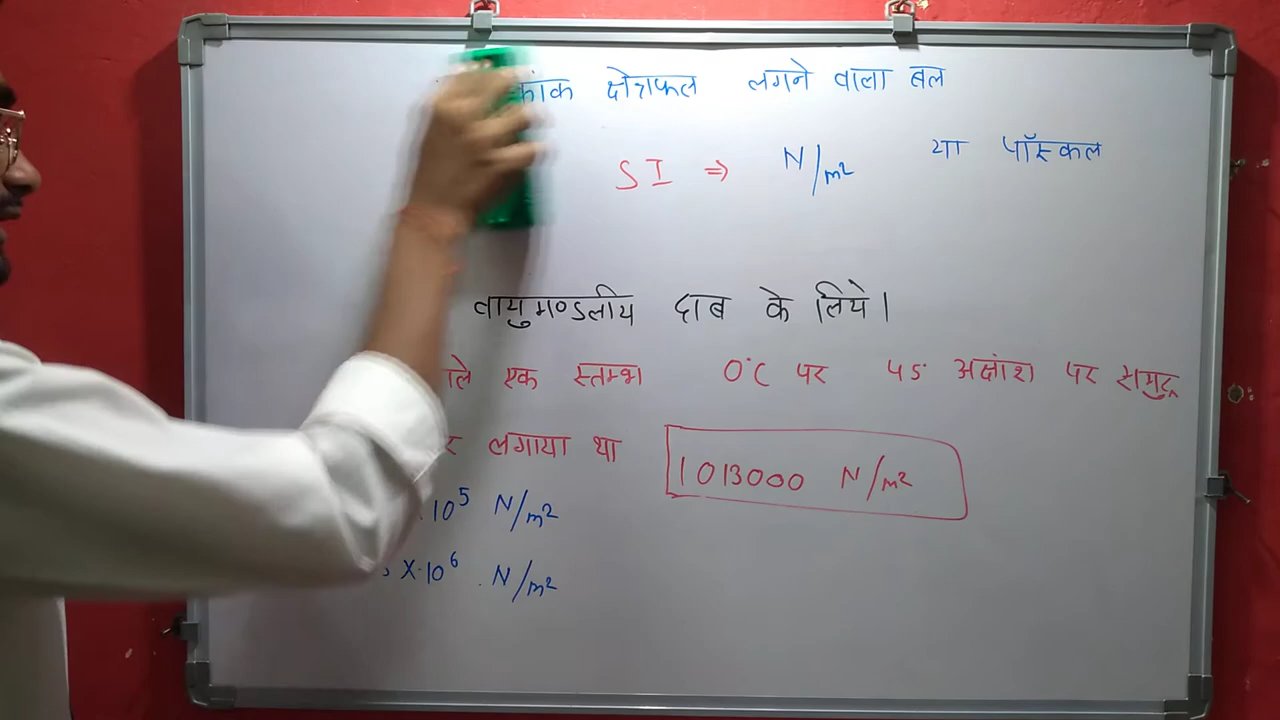 क्षेत्रफल लगने वाला बल
SI ⇒ N/m² या पॉस्कल
वायुमण्डलीय दाब के लिये।
एक स्तम्भ 0°C पर 45° अक्षांश पर समुद्र
लगाया था 1013000 N/m²
10⁵ N/m²
X 10⁶ N/m²